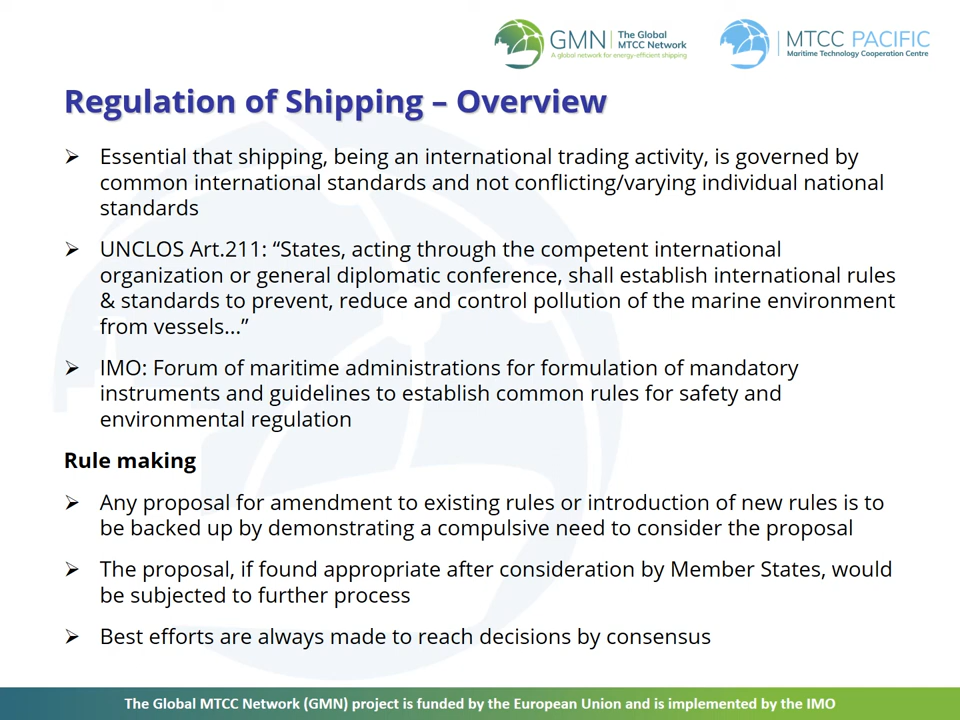 GMN
The Global
MTCC Network
A global network for energy-efficient shipping
MTCC PACIFIC
Maritime Technology Cooperation Centre
Regulation of Shipping – Overview
Essential that shipping, being an international trading activity, is governed by
common international standards and not conflicting/varying individual national
standards
UNCLOS Art.211: “States, acting through the competent international
organization or general diplomatic conference, shall establish international rules
& standards to prevent, reduce and control pollution of the marine environment
from vessels…”
IMO: Forum of maritime administrations for formulation of mandatory
instruments and guidelines to establish common rules for safety and
environmental regulation
Rule making
Any proposal for amendment to existing rules or introduction of new rules is to
be backed up by demonstrating a compulsive need to consider the proposal
The proposal, if found appropriate after consideration by Member States, would
be subjected to further process
Best efforts are always made to reach decisions by consensus
The Global MTCC Network (GMN) project is funded by the European Union and is implemented by the IMO